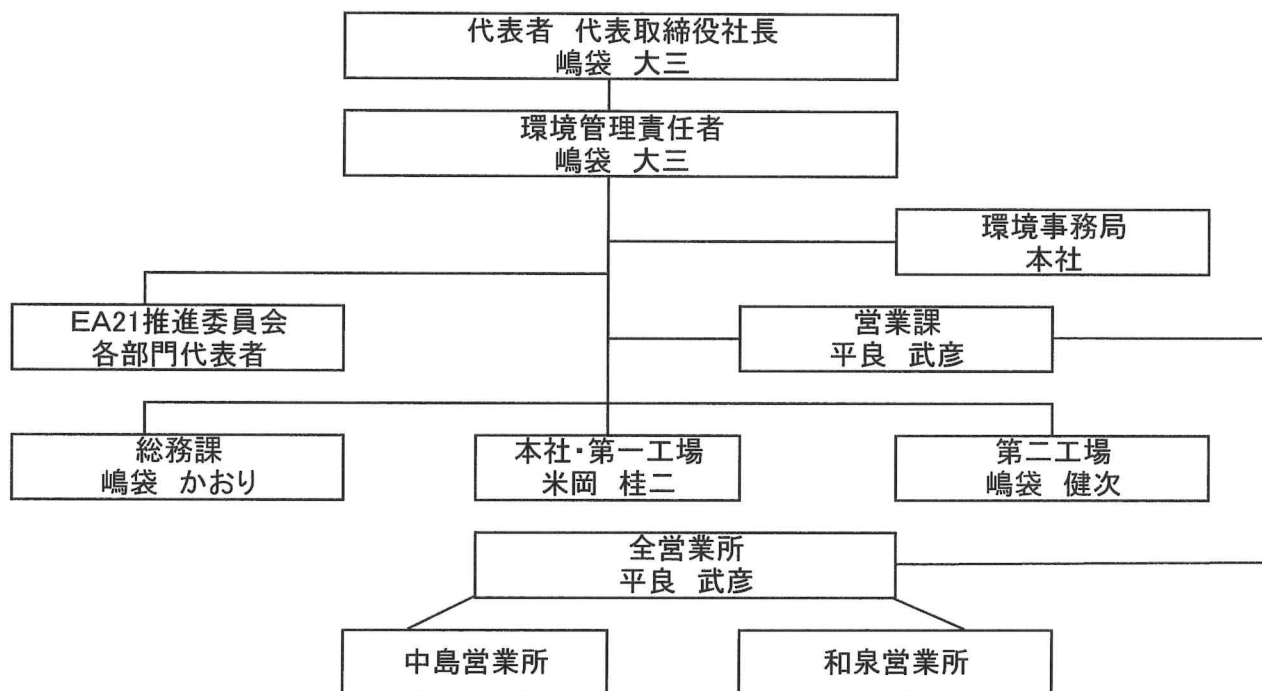 代表者 代表取締役社長
嶋袋 大三
環境管理責任者
嶋袋 大三
環境事務局
本社
EA21推進委員会
各部門代表者
営業課
平良 武彦
総務課
嶋袋 かおり
本社・第一工場
米岡 桂二
第二工場
嶋袋 健次
全営業所
平良 武彦
中島営業所
和泉営業所